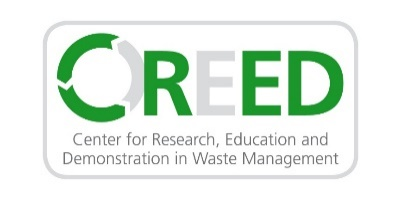 CREED
Center for Research, Education and
Demonstration in Waste Management